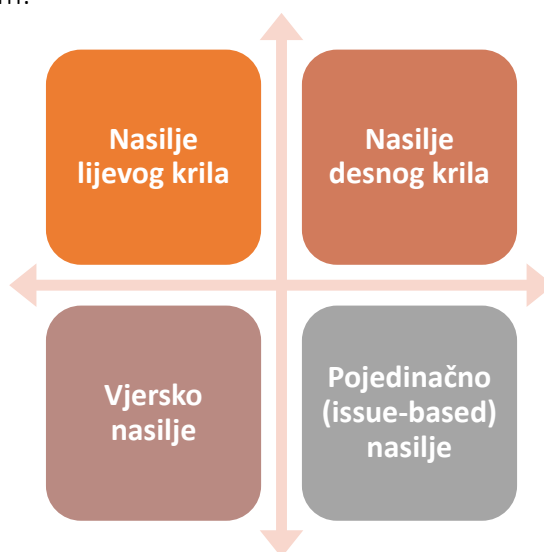 Nasilje
lijevog krila
Nasilje
desnog krila
Vjersko
nasilje
Pojedinačno
(issue-based)
nasilje